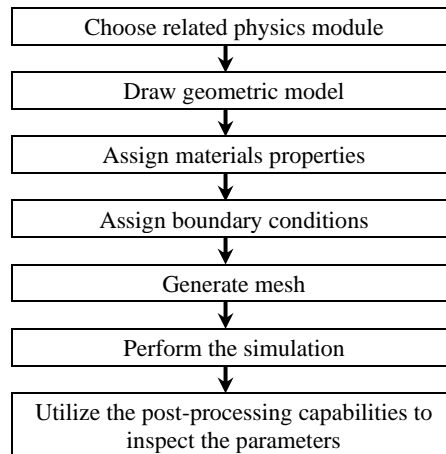 Choose related physics module
Draw geometric model
Assign materials properties
Assign boundary conditions
Generate mesh
Perform the simulation
Utilize the post-processing capabilities to
inspect the parameters